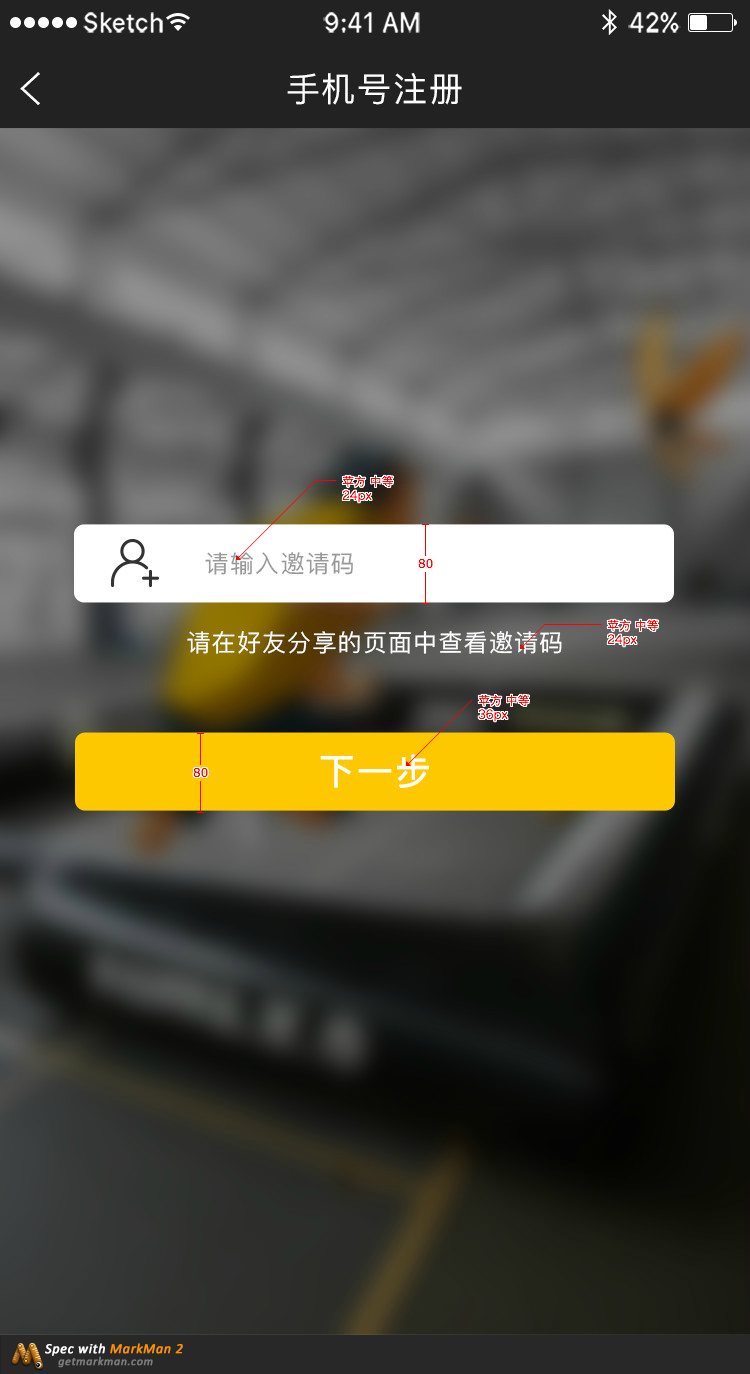 Sketch
9:41 AM
42%
手机号注册
苹方 中等
24px
请输入邀请码
80
请在好友分享的页面中查看邀请码
苹方 中等
24px
苹方 中等
36px
80
下一步
Spec with MarkMan 2
getmarkman.com